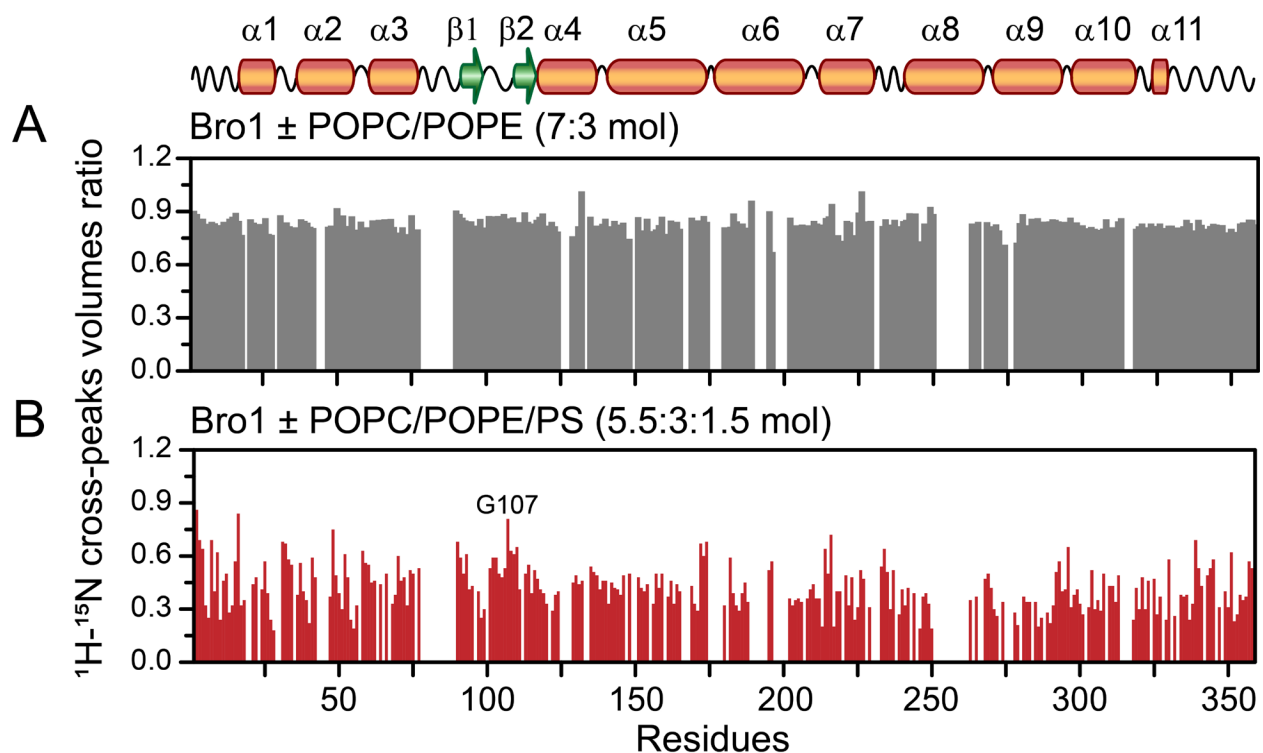 α1 α2 α3 β1 β2 α4 α5 α6 α7 α8 α9 α10 α11
A
Bro1 ± POPC/POPE (7:3 mol)
1.2
0.9
0.6
0.3
0.0
¹H-¹⁵N cross-peaks volumes ratio
B
Bro1 ± POPC/POPE/PS (5.5:3:1.5 mol)
1.2
0.9
0.6
0.3
0.0
G107
50 100 150 200 250 300 350
Residues